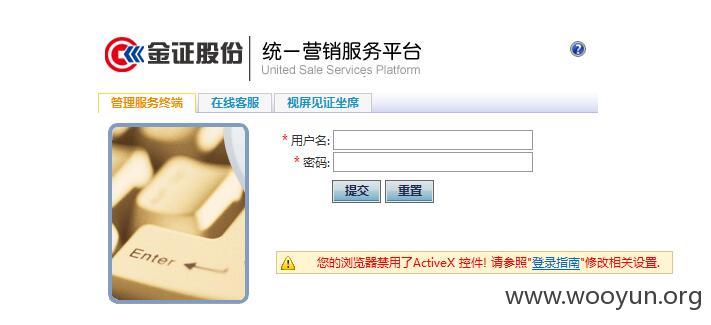 金证股份 统一营销服务平台
United Sale Services Platform
?
管理服务终端 在线客服 视屏见证坐席
* 用户名:
* 密码:
提交 重置
Enter
您的浏览器禁用了ActiveX 控件! 请参照"登录指南"修改相关设置.
www.wooyun.org